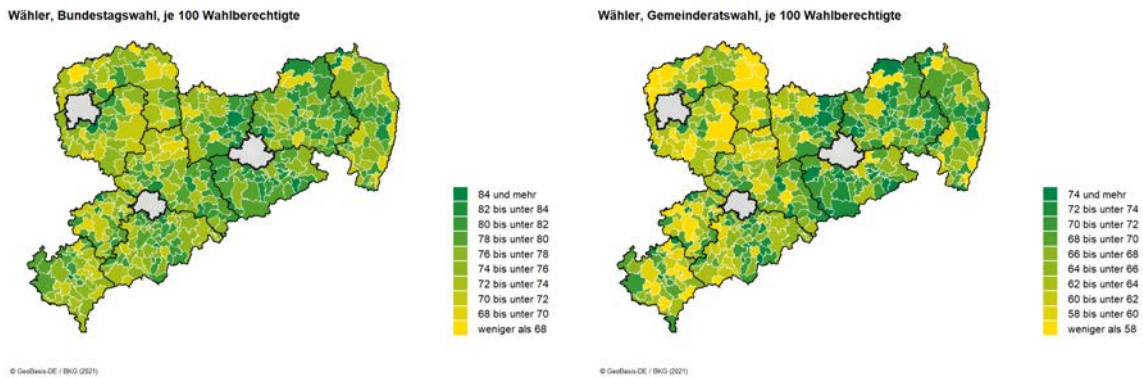 Wähler, Bundestagswahl, je 100 Wahlberechtigte
84 und mehr
82 bis unter 84
80 bis unter 82
78 bis unter 80
76 bis unter 78
74 bis unter 76
72 bis unter 74
70 bis unter 72
68 bis unter 70
weniger als 68
© GeoBasis-DE / BKG (2021)
Wähler, Gemeinderatswahl, je 100 Wahlberechtigte
74 und mehr
72 bis unter 74
70 bis unter 72
68 bis unter 70
66 bis unter 68
64 bis unter 66
62 bis unter 64
60 bis unter 62
58 bis unter 60
weniger als 58
© GeoBasis-DE / BKG (2021)